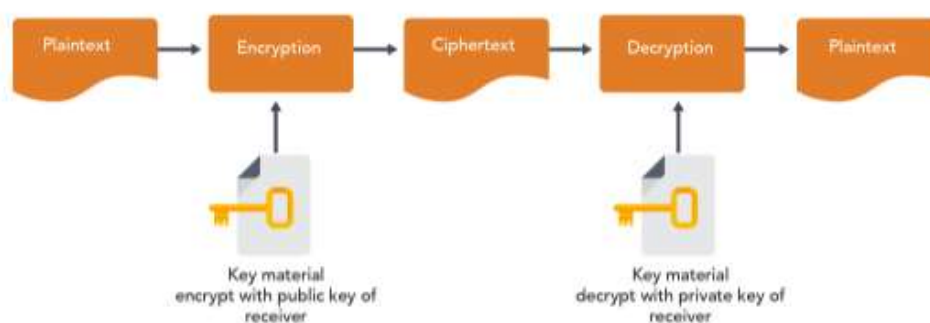 Plaintext
Encryption
Ciphertext
Decryption
Plaintext
Key material
encrypt with public key of
receiver
Key material
decrypt with private key of
receiver